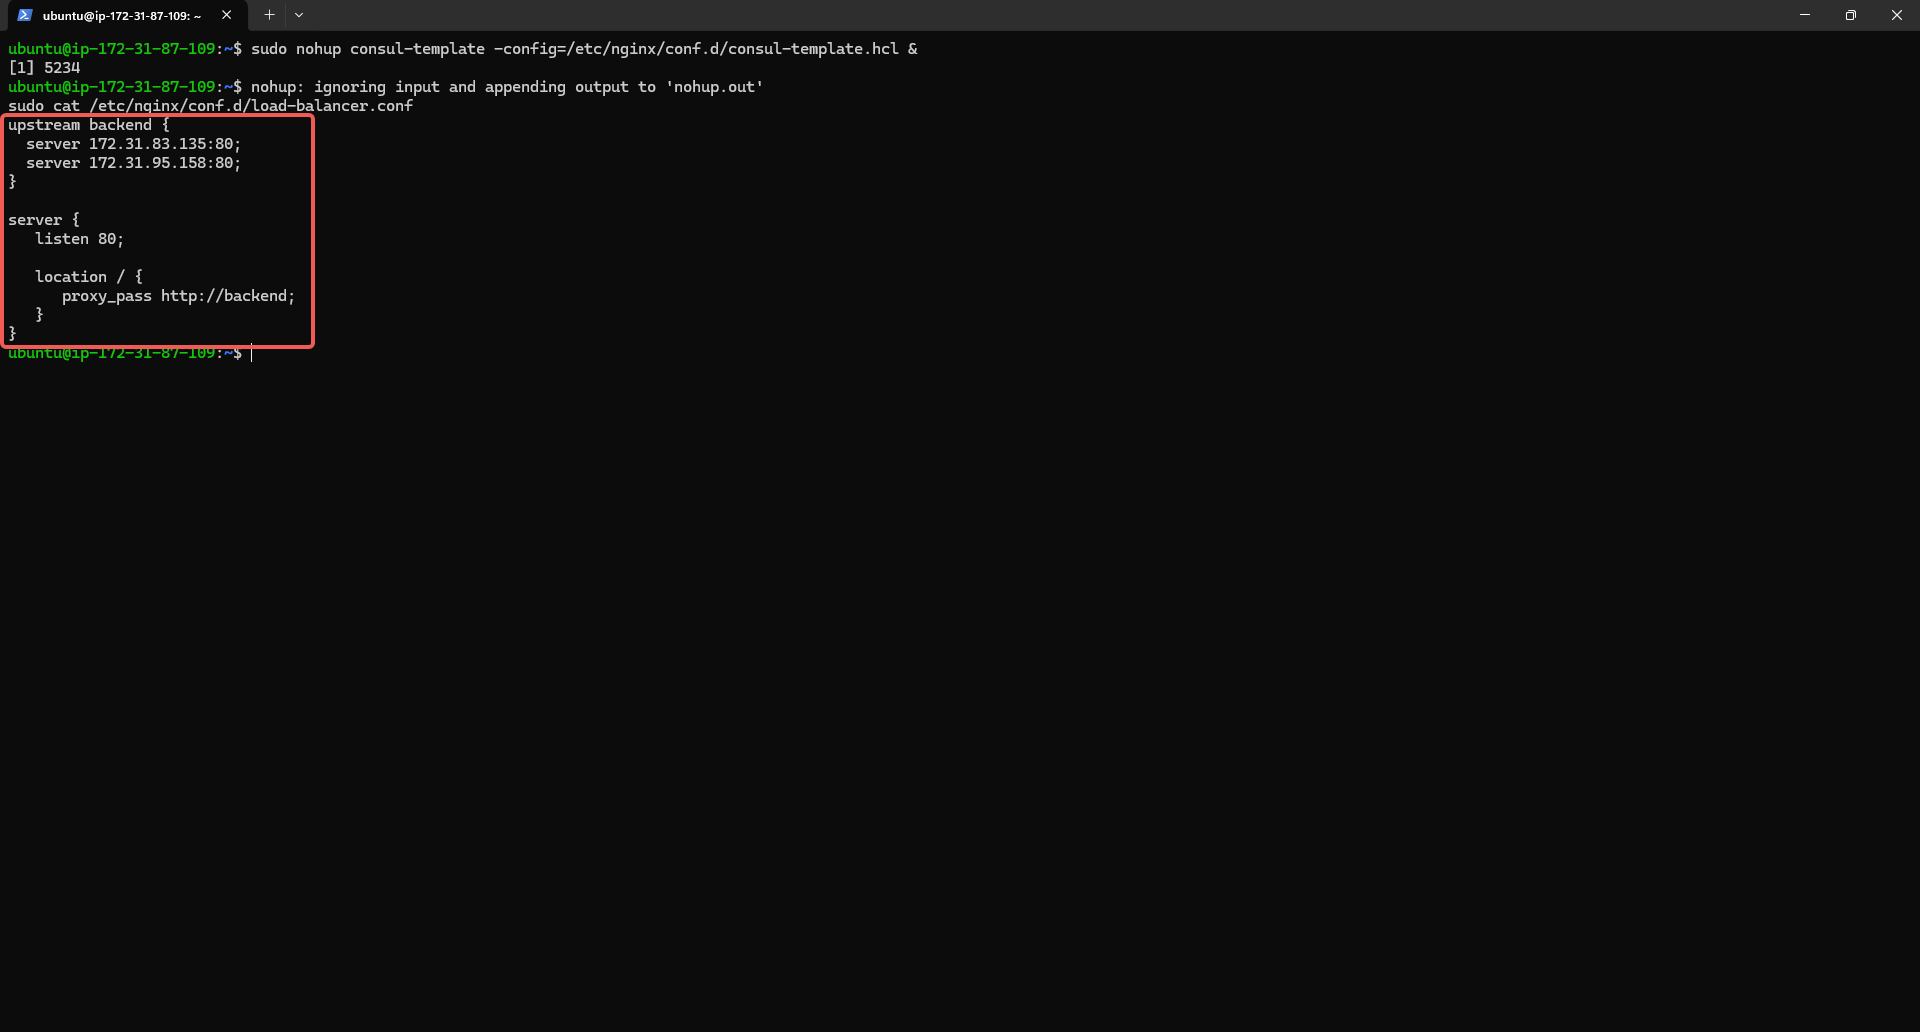 ubuntu@ip-172-31-87-109: ~
ubuntu@ip-172-31-87-109:~$ sudo nohup consul-template -config=/etc/nginx/conf.d/consul-template.hcl &
[1] 5234
ubuntu@ip-172-31-87-109:~$ nohup: ignoring input and appending output to 'nohup.out'
sudo cat /etc/nginx/conf.d/load-balancer.conf
upstream backend {
  server 172.31.83.135:80;
  server 172.31.95.158:80;
}

server {
   listen 80;

   location / {
      proxy_pass http://backend;
   }
}
ubuntu@ip-172-31-87-109:~$